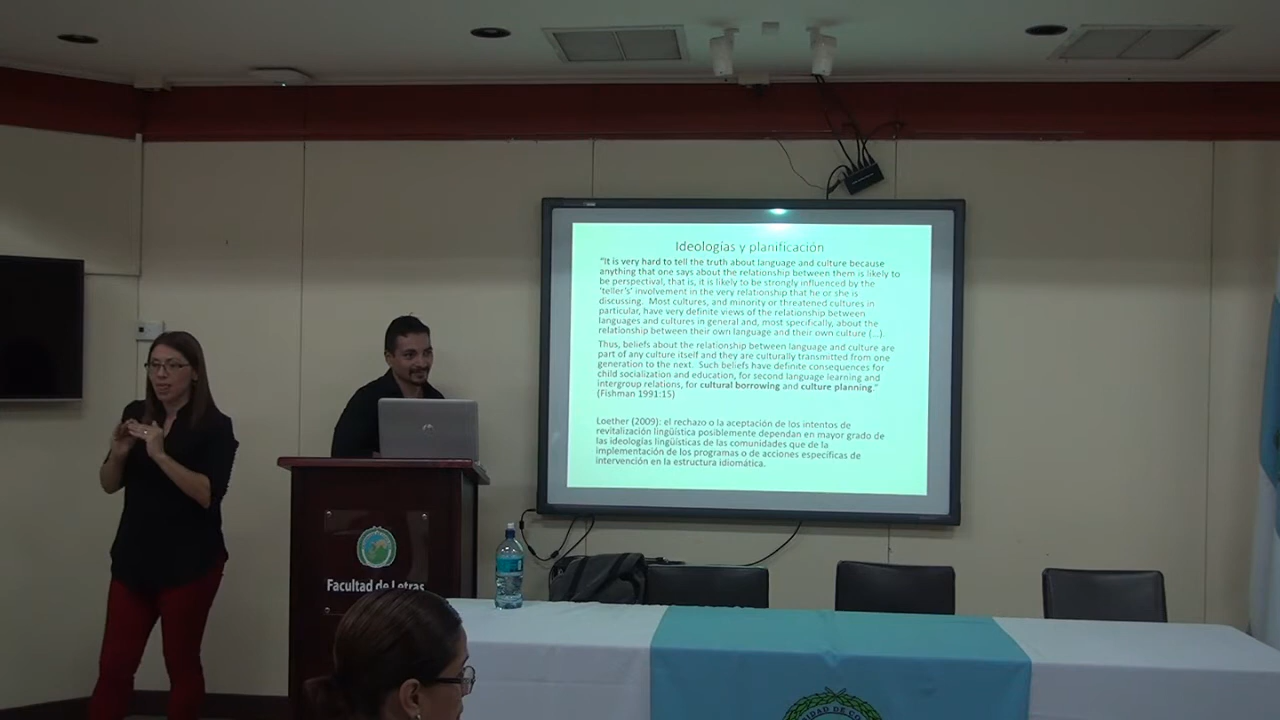 Ideologías y planificación
"It is very hard to tell the truth about language and culture because
anything that one says about the relationship between them is likely to
be perspectival, that is, it is likely to be strongly influenced by the
'teller's' involvement in the very relationship that he or she is
discussing. Most cultures, and minority or threatened cultures in
particular, have very definite views of the relationship between
languages and cultures in general and, most specifically, about the
relationship between their own language and their own culture (...).
Thus, beliefs about the relationship between language and culture are
part of any culture itself and they are culturally transmitted from one
generation to the next. Such beliefs have definite consequences for
child socialization and education, for second language learning and
intergroup relations, for cultural borrowing and culture planning."
(Fishman 1991:15)
Loether (2009): el rechazo o la aceptación de los intentos de
revitalización lingüística posiblemente dependan en mayor grado de
las ideologías lingüísticas de las comunidades que de la
implementación de los programas o de acciones específicas de
intervención en la estructura idiomática.
Facultad de Letras
DAD DE CO